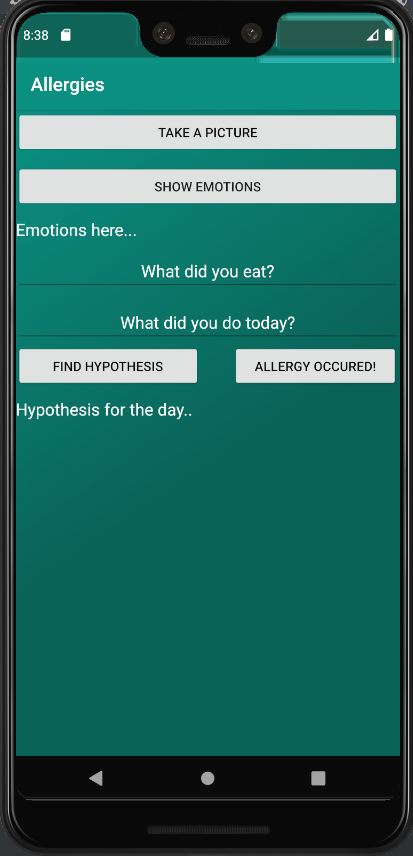 8:38
Allergies
TAKE A PICTURE
SHOW EMOTIONS
Emotions here...
What did you eat?
What did you do today?
FIND HYPOTHESIS
ALLERGY OCCURED!
Hypothesis for the day..